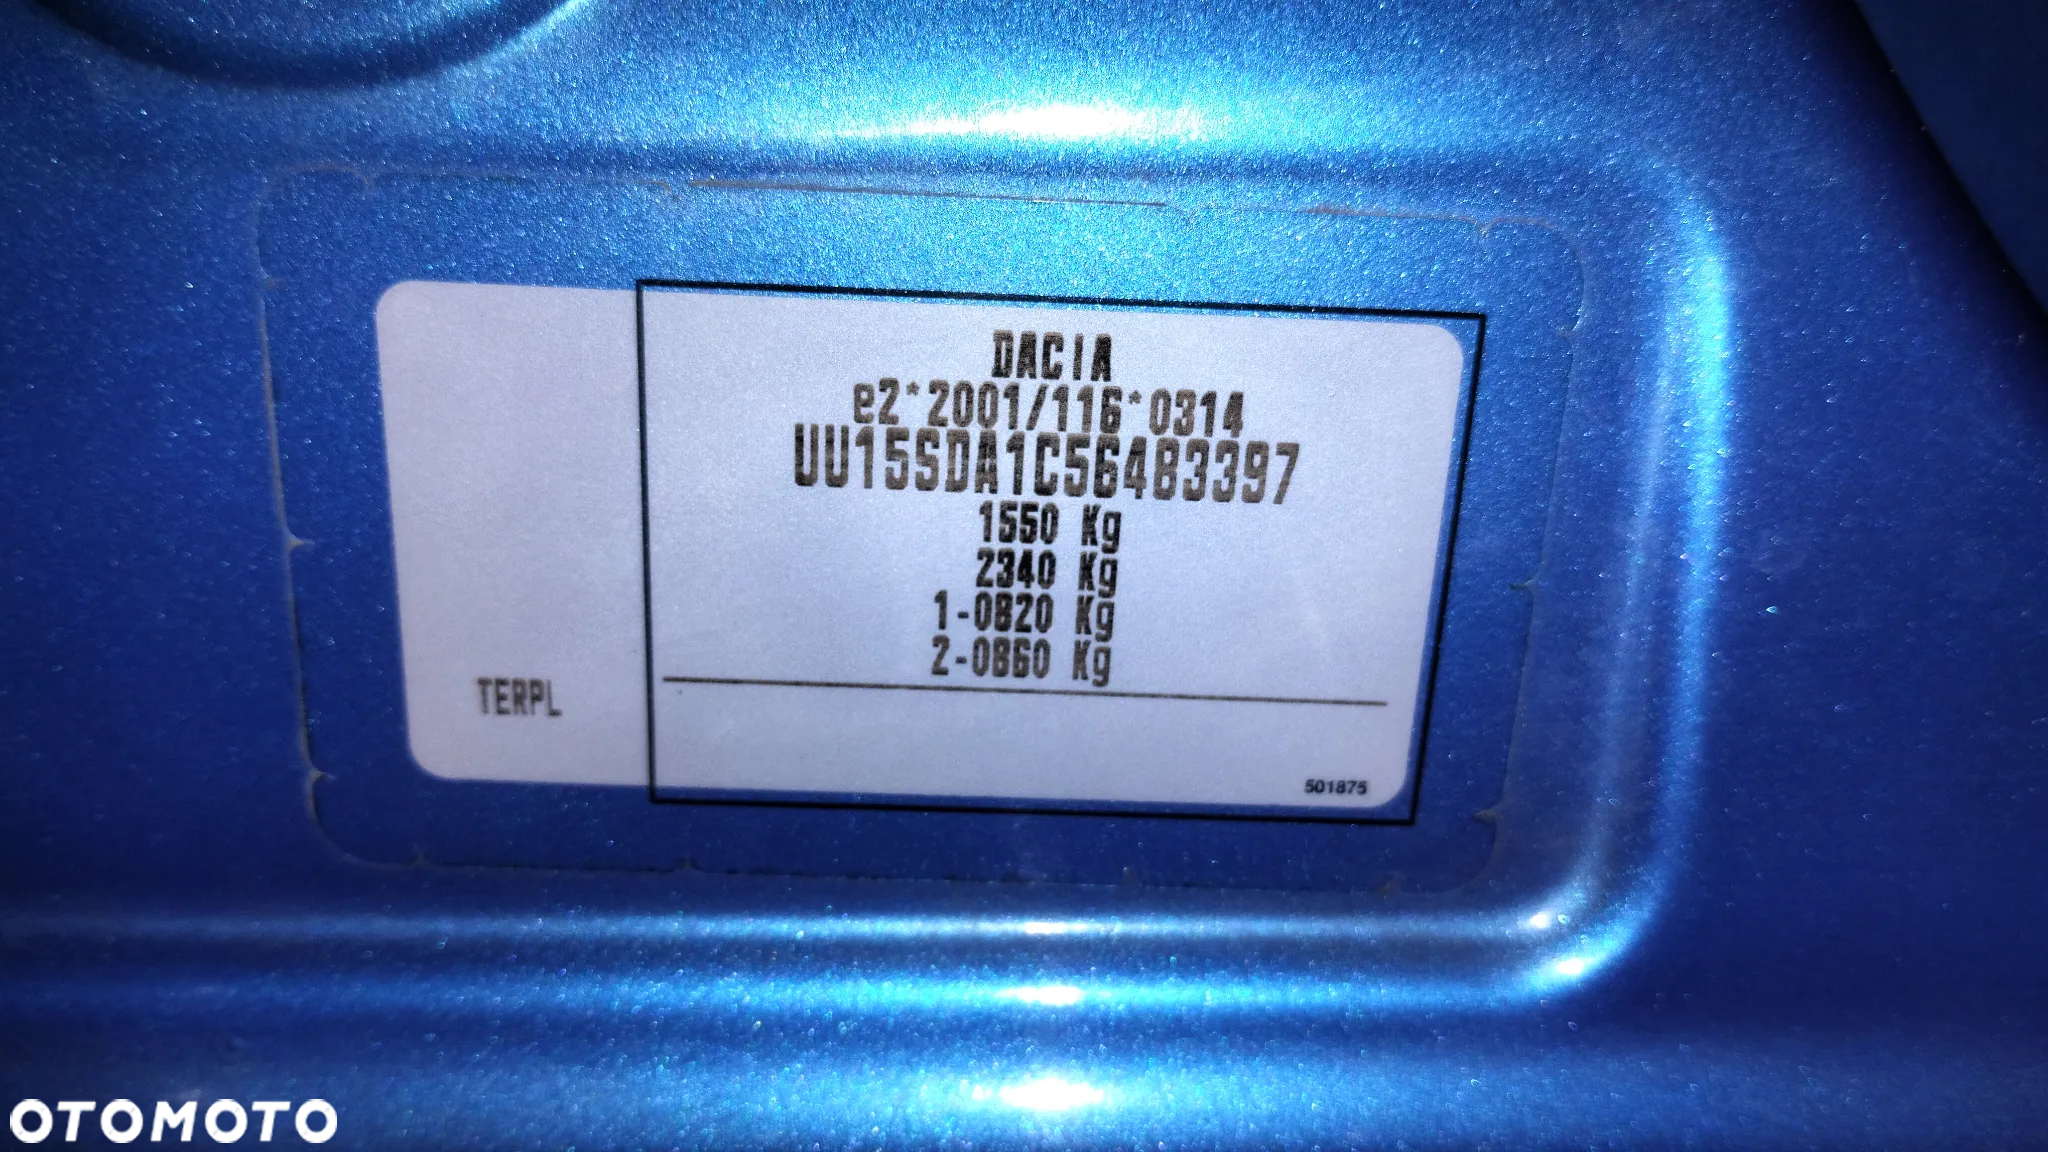 DACIA
e2*2001/116*0314
UU15SDA1C56483397
1550 Kg
2340 Kg
1-0820 Kg
2-0860 Kg
TERPL
501875
OTOMOTO